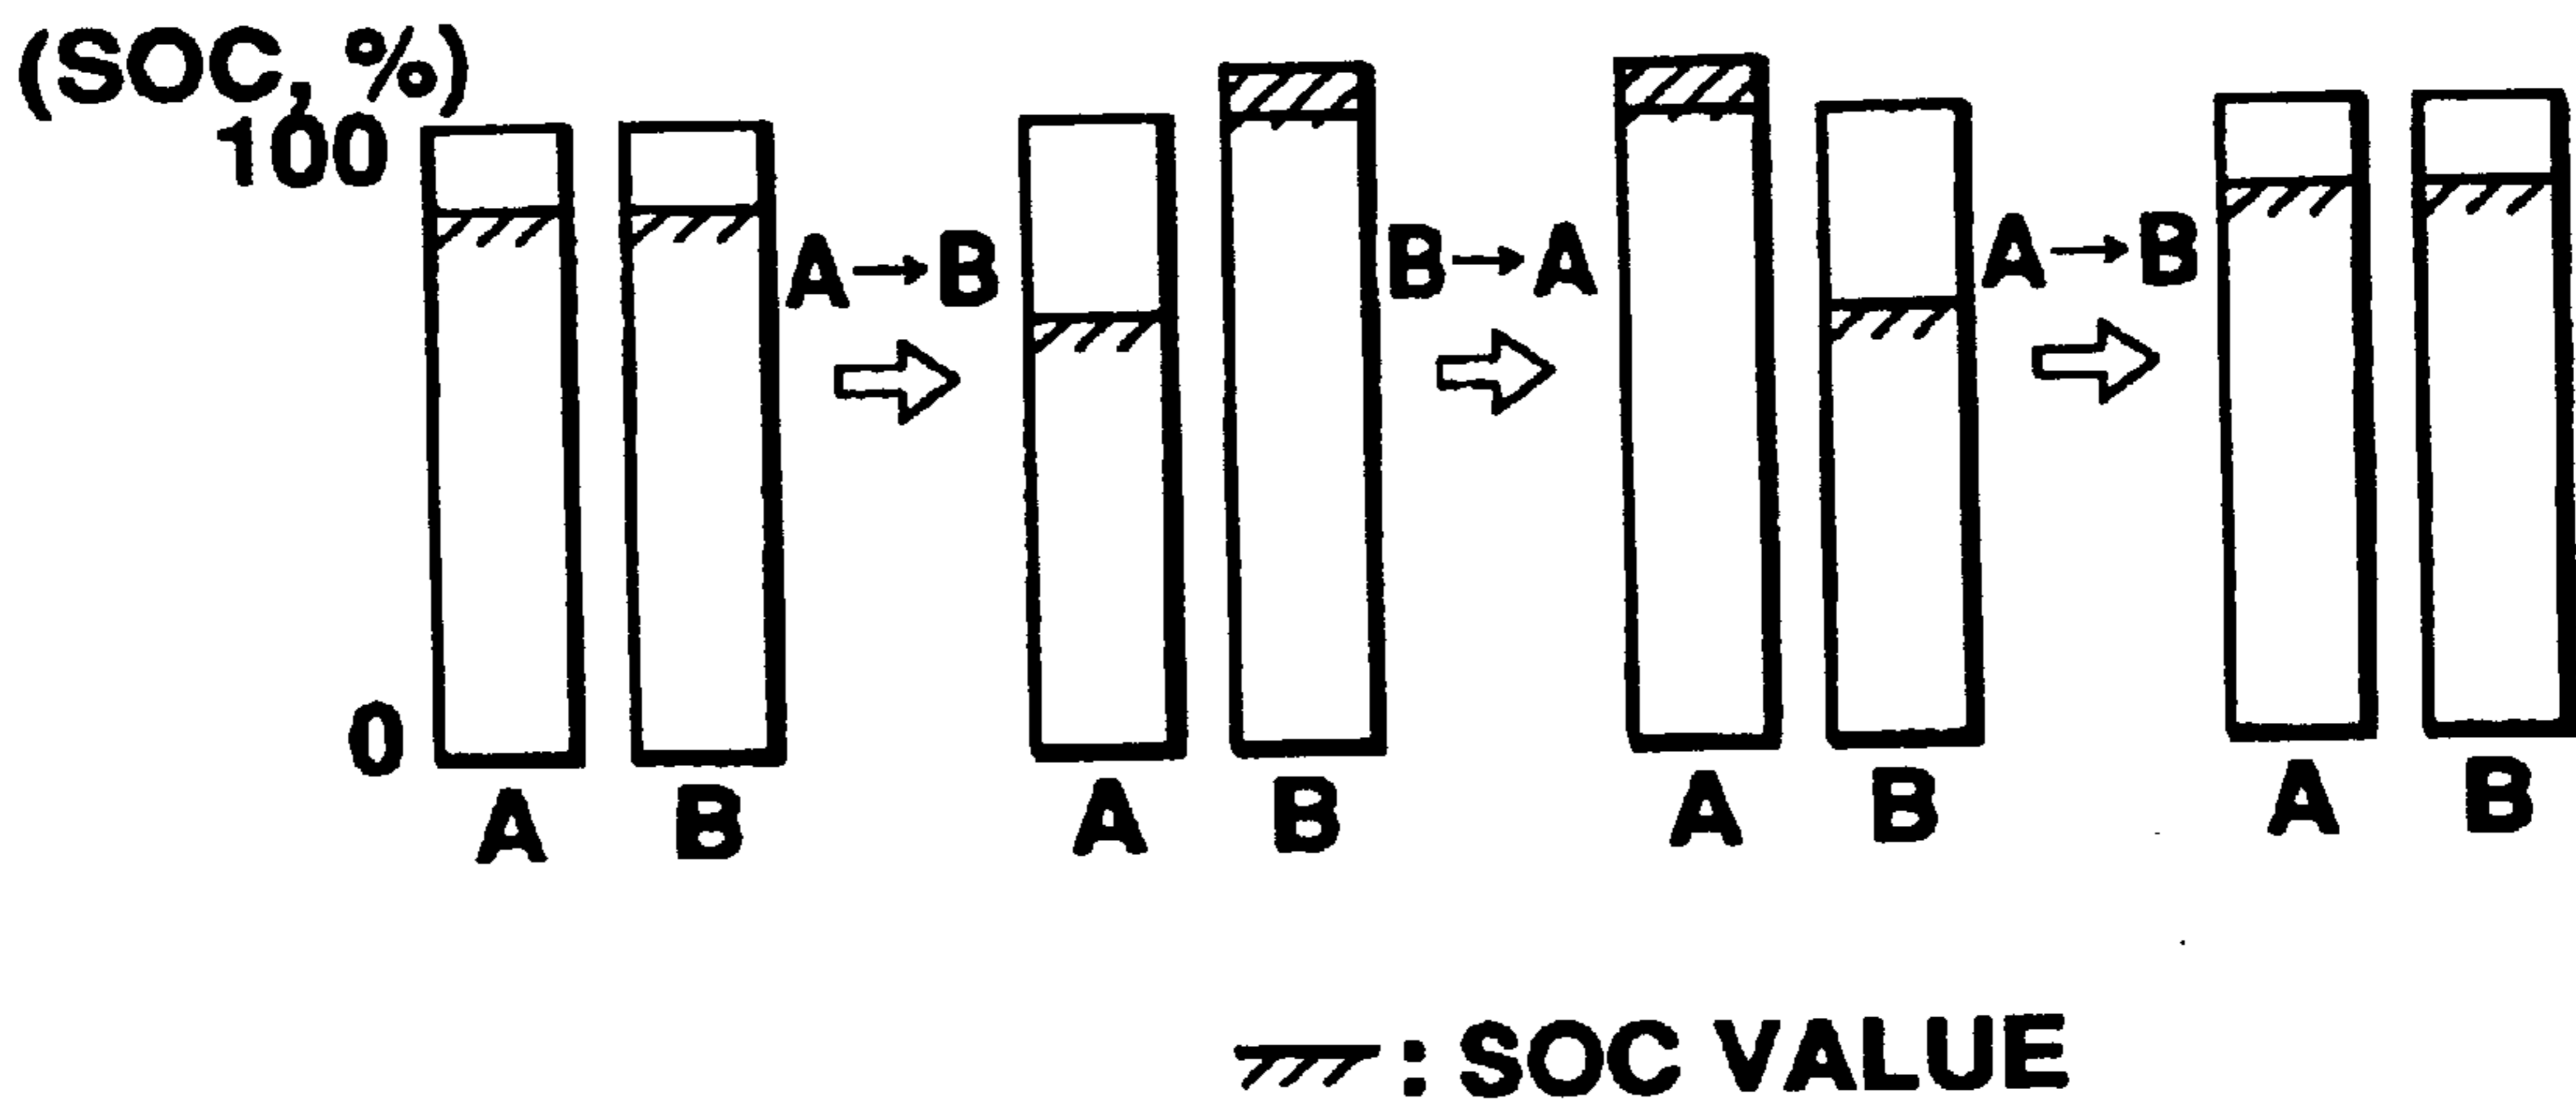 (SOC, %)
100
A→B
B→A
A→B
0
A B A B A B A B
: SOC VALUE